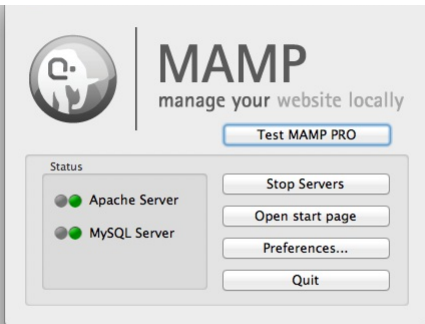 MAMP
manage your website locally
Test MAMP PRO
Status
Apache Server
MySQL Server
Stop Servers
Open start page
Preferences...
Quit